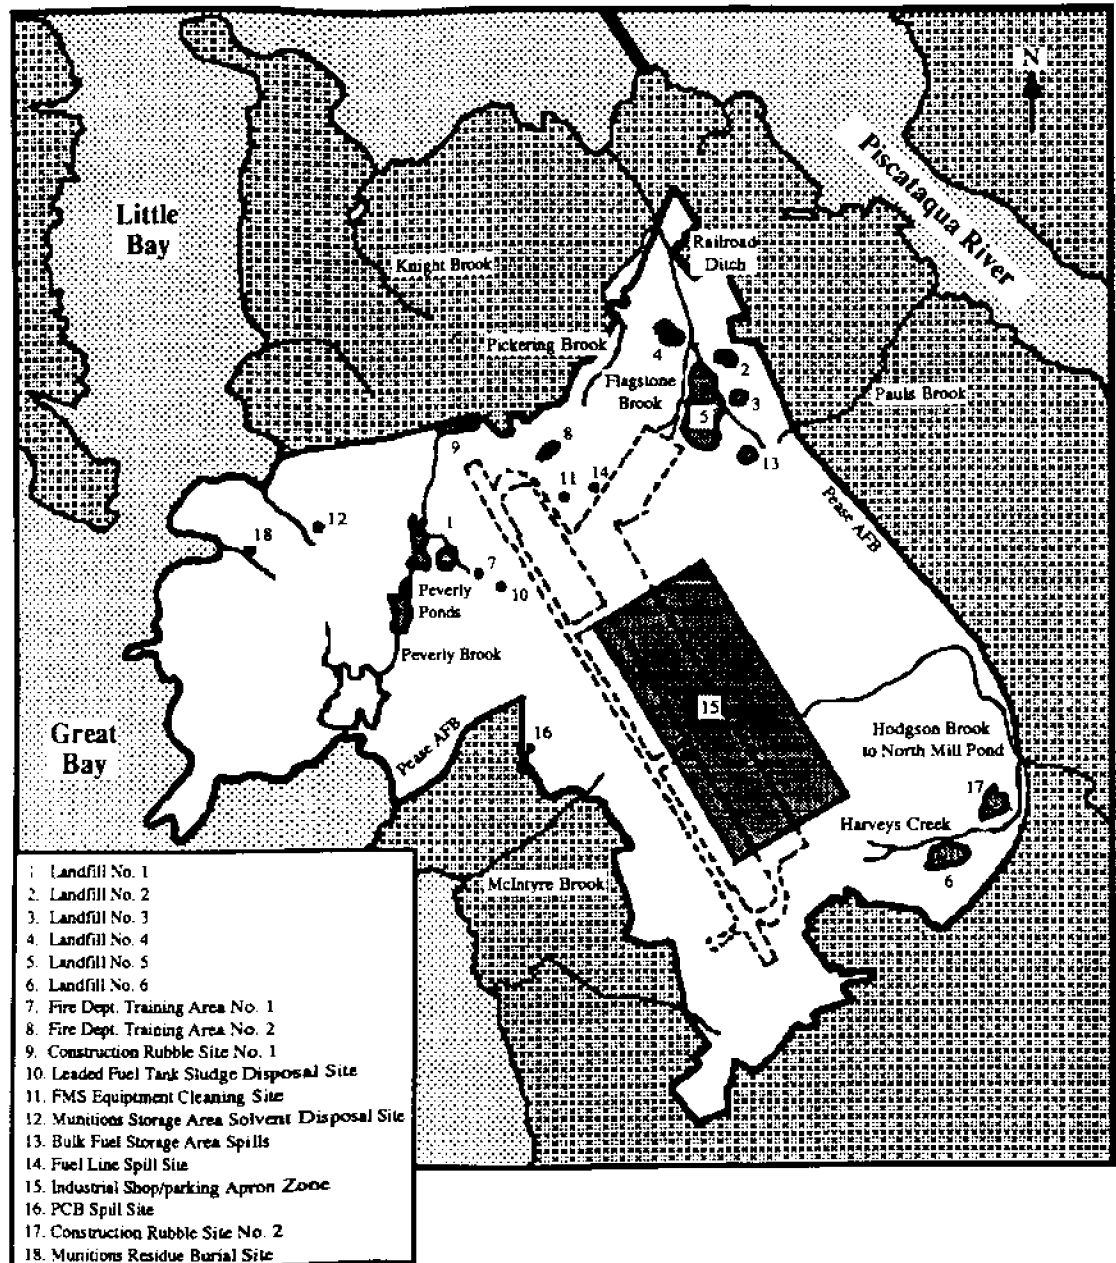 N
Piscataqua River
Little
Bay
Knight Brook
Railroad
Ditch
Pickering Brook
4
2
Flagstone
Brook
3
Pauls Brook
5
9
8
13
14
11
Pease AFB
12
1
18
7
10
Peverly
Ponds
Peverly Brook
15
Great
Bay
Pease AFB
16
Hodgson Brook
to North Mill Pond
17
Harveys Creek
6
McIntyre Brook
1 Landfill No. 1
2. Landfill No. 2
3. Landfill No. 3
4. Landfill No. 4
5. Landfill No. 5
6. Landfill No. 6
7. Fire Dept. Training Area No. 1
8. Fire Dept. Training Area No. 2
9. Construction Rubble Site No. 1
10. Leaded Fuel Tank Sludge Disposal Site
11. FMS Equiptment Cleaning Site
12. Munitions Storage Area Solvent Disposal Site
13. Bulk Fuel Storage Area Spills
14. Fuel Line Spill Site
15. Industrial Shop/parking Apron Zone
16. PCB Spill Site
17. Construction Rubble Site No. 2
18. Munitions Residue Burial Site